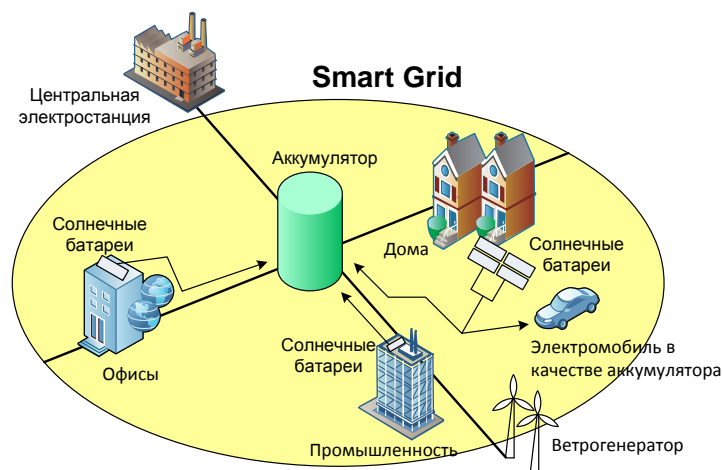 Smart Grid
Центральная
электростанция
Аккумулятор
Солнечные
батареи
Дома
Солнечные
батареи
Офисы
Солнечные
батареи
Электромобиль в
качестве аккумулятора
Промышленность
Ветрогенератор